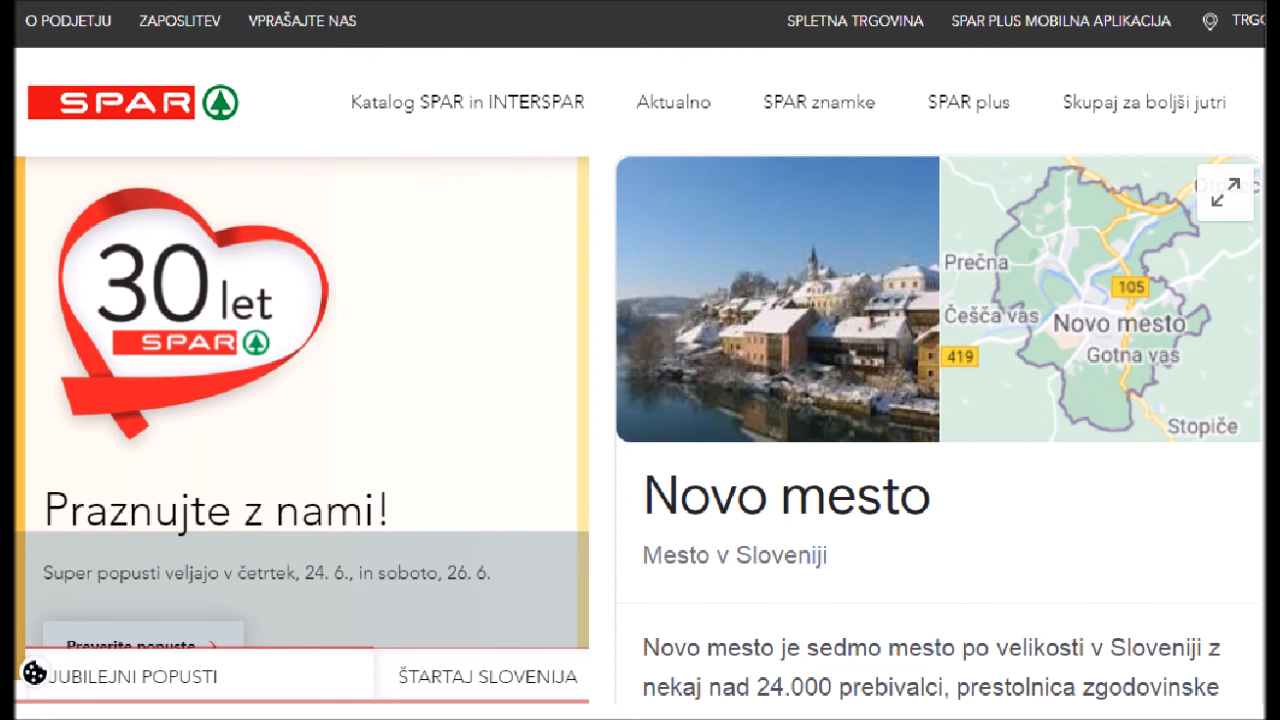 O PODJETJU ZAPOSLITEV VPRAŠAJTE NAS SPLETNA TRGOVINA SPAR PLUS MOBILNA APLIKACIJA
SPAR Katalog SPAR in INTERSPAR Aktualno SPAR znamke SPAR plus Skupaj za boljši jutri
30 let
SPAR
Praznujte z nami!
Super popusti veljajo v četrtek, 24. 6., in soboto, 26. 6.
Preverite popuste
JUBILEJNI POPUSTI ŠTARTAJ SLOVENIJA
Prečna
105
Češča vas
Novo mesto
419
Gotna vas
Stopiče
Novo mesto
Mesto v Sloveniji
Novo mesto je sedmo mesto po velikosti v Sloveniji z
nekaj nad 24.000 prebivalci, prestolnica zgodovinske